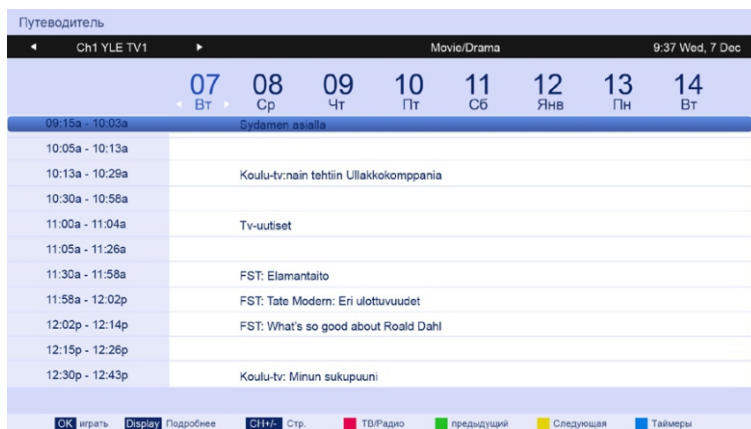 Путеводитель
Ch1 YLE TV1 Movie/Drama 9:37 Wed, 7 Dec
07 08 09 10 11 12 13 14
Вт Ср Чт Пт Сб Янв Пн Вт
09:15a - 10:03a Sydamen asialla
10:05a - 10:13a
10:13a - 10:29a Koulu-tv:nain tehtiin Ullakkokomppania
10:30a - 10:58a
11:00a - 11:04a Tv-uutiset
11:05a - 11:26a
11:30a - 11:58a FST: Elamantaito
11:58a - 12:02p FST: Tate Modern: Eri ulottuvuudet
12:02p - 12:14p FST: What's so good about Roald Dahl
12:15p - 12:26p
12:30p - 12:43p Koulu-tv: Minun sukupuuni
OK играть Display Подробнее CH+/- Стр. ТВ/Радио предыдущий Следующая Таймеры